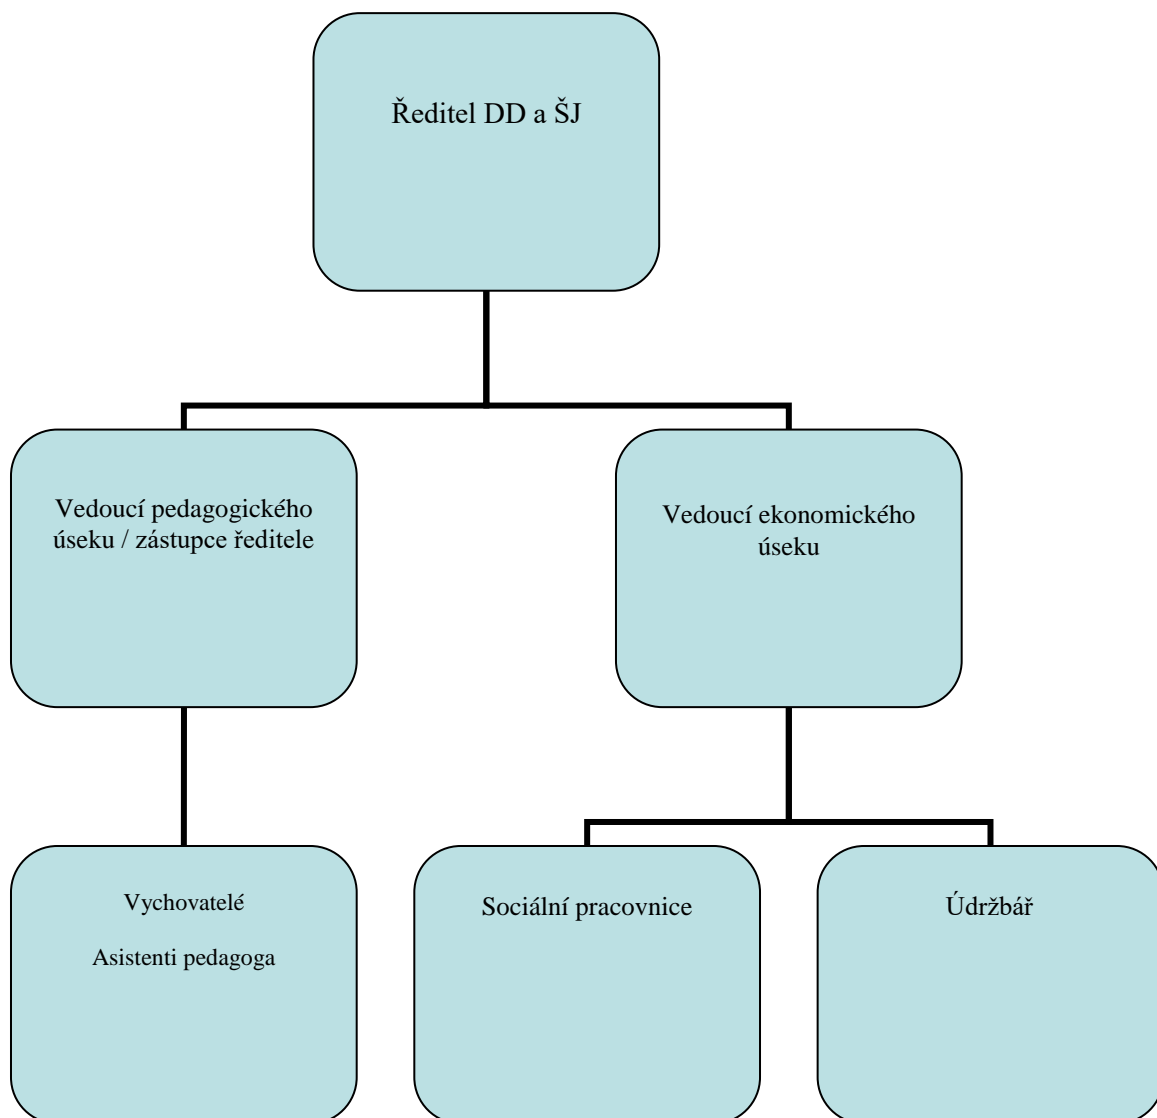 Ředitel DD a ŠJ
Vedoucí pedagogického
úseku / zástupce ředitele
Vedoucí ekonomického
úseku
Vychovatelé
Asistenti pedagoga
Sociální pracovnice
Údržbář